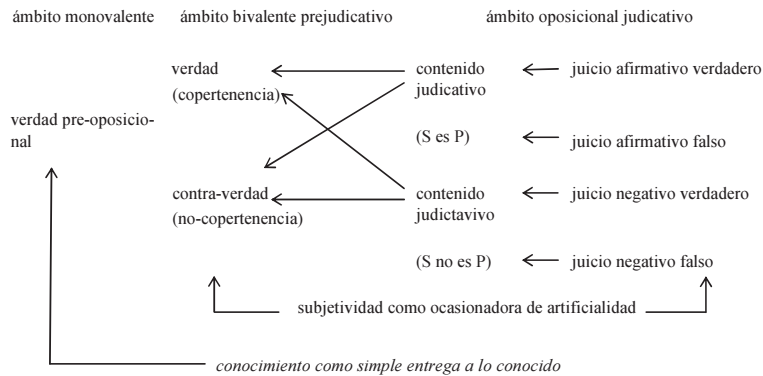 ámbito monovalente
ámbito bivalente prejudicativo
ámbito oposicional judicativo
verdad
(copertenencia)
contenido
judicativo
juicio afirmativo verdadero
verdad pre-oposicio-
nal
(S es P)
juicio afirmativo falso
contra-verdad
(no-copertenencia)
contenido
judictavivo
juicio negativo verdadero
(S no es P)
juicio negativo falso
subjetividad como ocasionadora de artificialidad
conocimiento como simple entrega a lo conocido